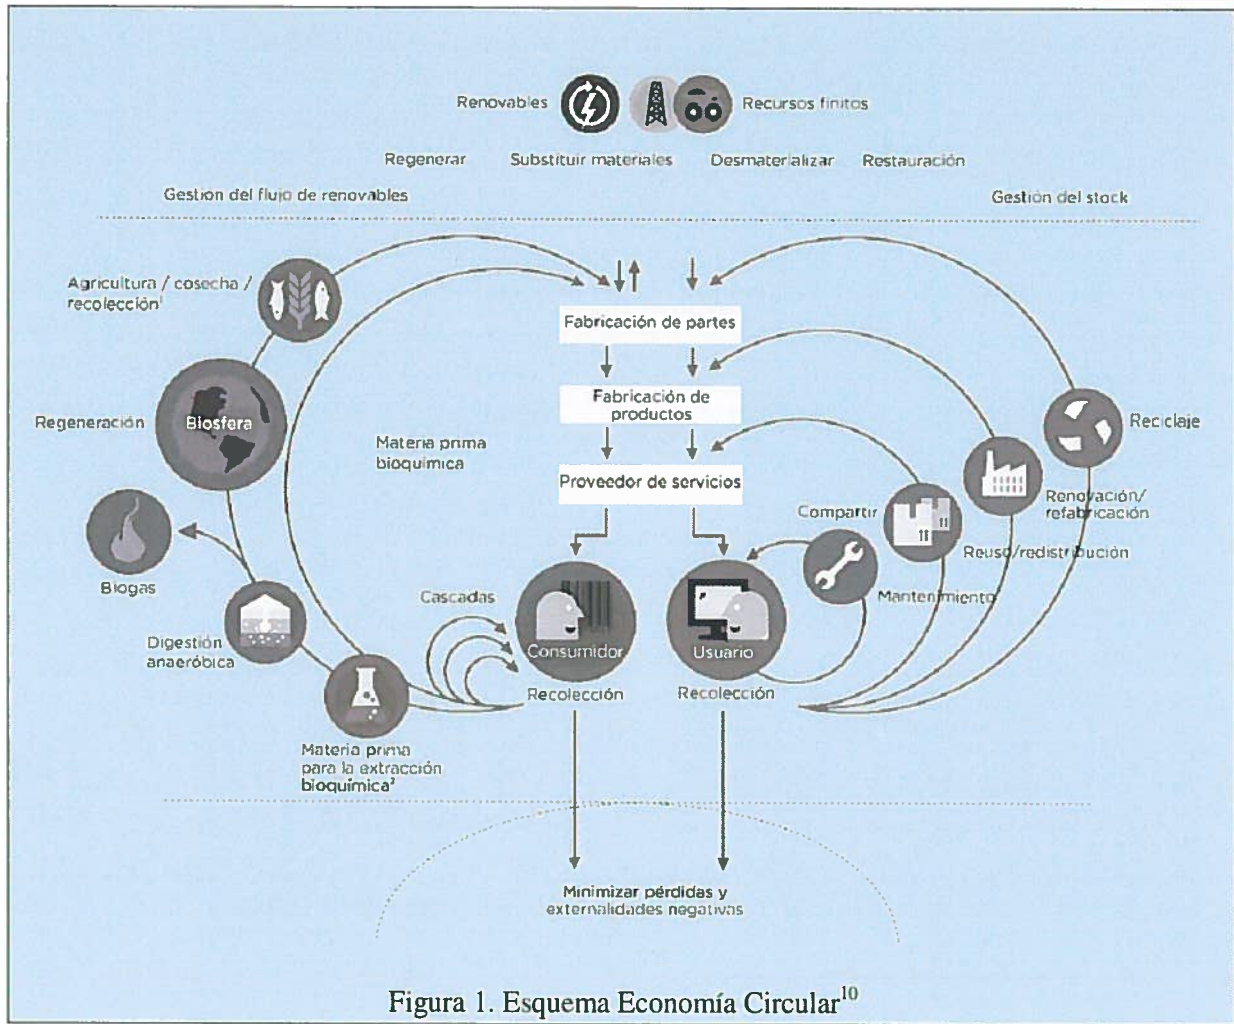 Renovables
Recursos finitos
Regenerar
Substituir materiales
Desmaterializar
Restauración
Gestion del flujo de renovables
Gestión del stock
Agricultura / cosecha /
recolección¹
Fabricación de partes
Regeneración
Biosfera
Fabricación de
productos
Reciclaje
Materia prima
bioquímica
Proveedor de servicios
Renovación/
refabricación
Compartir
Reuso/redistribución
Biogas
Cascadas
Mantenimiento
Digestión
anaeróbica
Consumidor
Usuario
Recolección
Recolección
Materia prima
para la extracción
bioquímica²
Minimizar pérdidas y
externalidades negativas
Figura 1. Esquema Economía Circular¹⁰